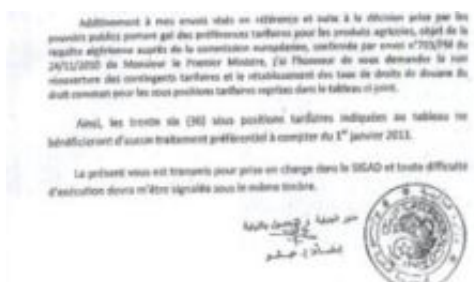 Additivement à mes envois visés en référence et suite à la décision prise par les
pouvoirs publics portant gel des préférences tarifaires pour les produits agricoles, objet de la
requête algérienne auprès de la commission européenne, confirmée par envoi
24/11/2010 de Monsieur le Premier Ministre, j'ai l'honneur de vous demander la non
réouverture des contingents tarifaires et le rétablissement des taux de droits de douane du
droit commun pour les sous positions tarifaires reprises dans le tableau ci joint.
Ainsi, les trente six (36) sous positions tarifaires indiquées au tableau ne
bénéficieront d'aucun traitement préférentiel à compter du 1er janvier 2011.
Le présent vous est transmis pour prise en charge dans le SIGAD et toute difficulté
d'exécution devra m'être signalée sous le même timbre.